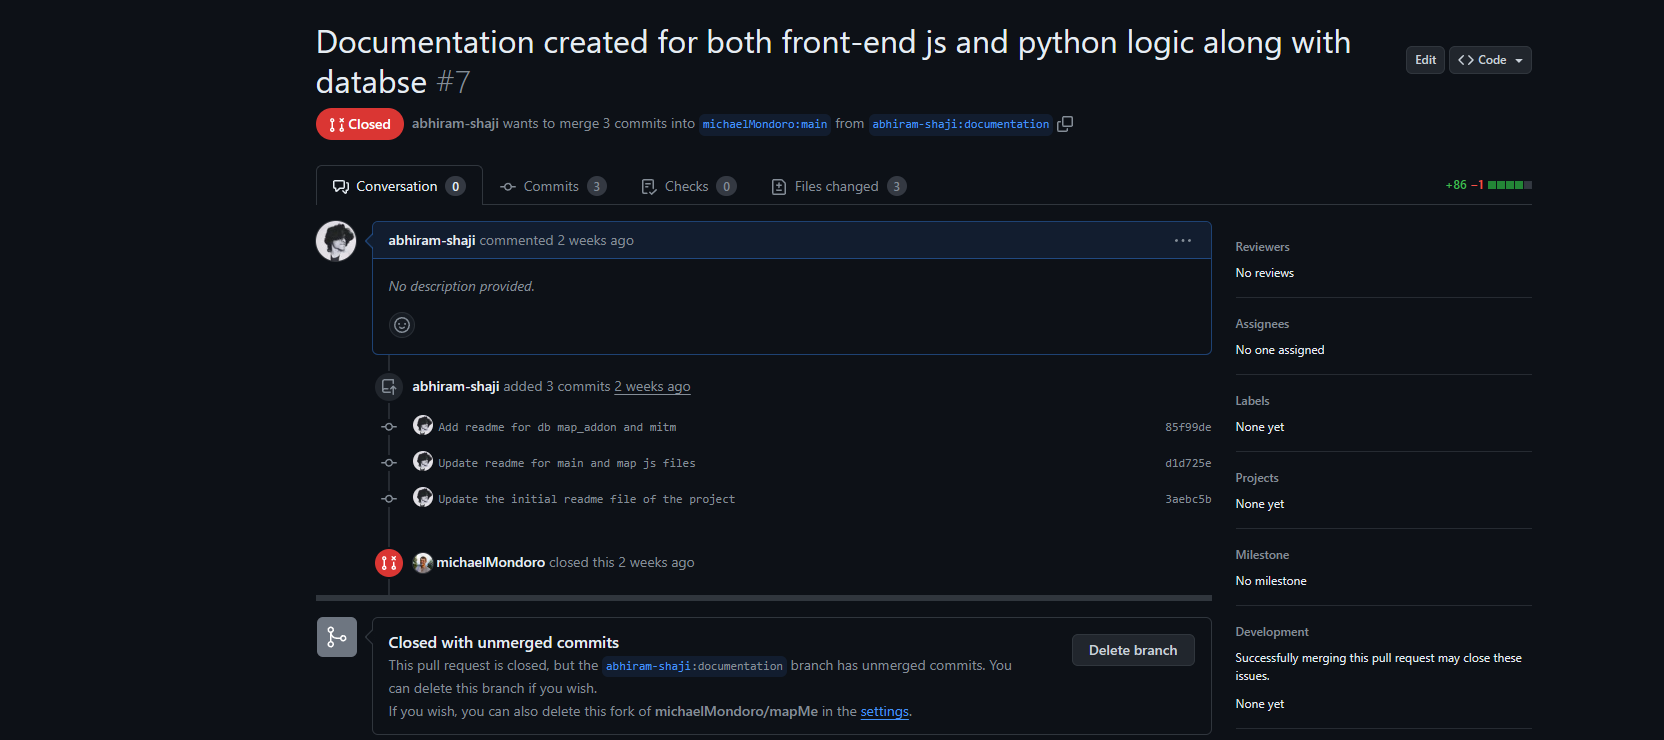 Documentation created for both front-end js and python logic along with
databse #7
Edit
Code
Closed
abhiram-shaji wants to merge 3 commits into michaelMondoro:main from abhiram-shaji:documentation
Conversation 0
Commits 3
Checks 0
Files changed 3
+86 −1
abhiram-shaji commented 2 weeks ago
No description provided.
abhiram-shaji added 3 commits 2 weeks ago
Add readme for db map_addon and mitm 85f99de
Update readme for main and map js files d1d725e
Update the initial readme file of the project 3aebc5b
michaelMondoro closed this 2 weeks ago
Closed with unmerged commits
This pull request is closed, but the abhiram-shaji:documentation branch has unmerged commits. You
can delete this branch if you wish.
If you wish, you can also delete this fork of michaelMondoro/mapMe in the settings.
Delete branch
Reviewers
No reviews
Assignees
No one assigned
Labels
None yet
Projects
None yet
Milestone
No milestone
Development
Successfully merging this pull request may close these
issues.
None yet